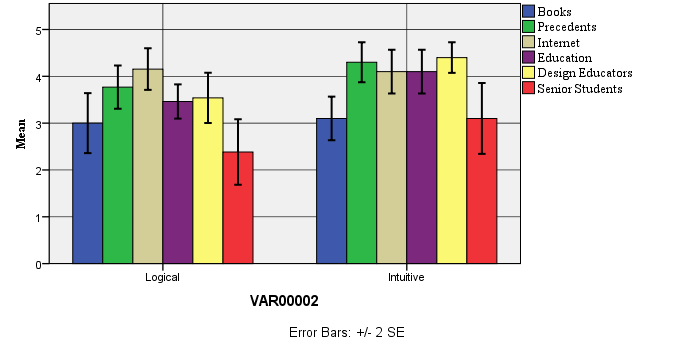 Books
Precedents
Internet
Education
Design Educators
Senior Students
5
4
3
2
1
0
Mean
Logical
Intuitive
VAR00002
Error Bars: +/- 2 SE